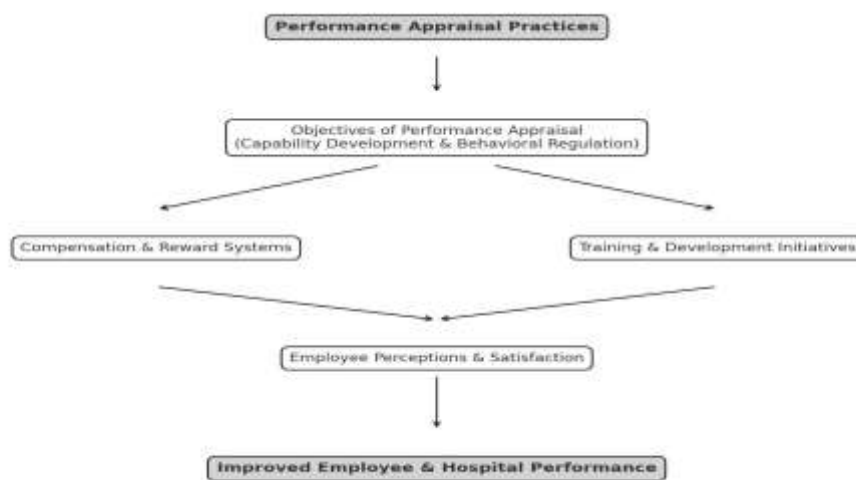 Performance Appraisal Practices
Objectives of Performance Appraisal
(Capability Development & Behavioral Regulation)
Compensation & Reward Systems
Training & Development Initiatives
Employee Perceptions & Satisfaction
Improved Employee & Hospital Performance